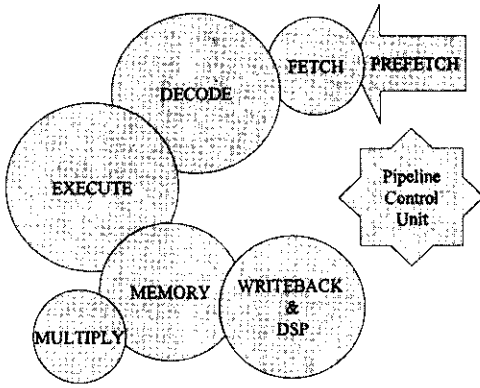 PREFETCH
FETCH
DECODE
EXECUTE
MEMORY
MULTIPLY
WRITEBACK
&
DSP
Pipeline
Control
Unit